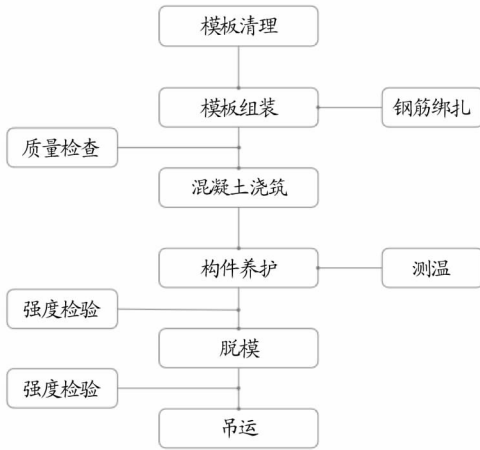 模板清理
模板组装
钢筋绑扎
质量检查
混凝土浇筑
构件养护
测温
强度检验
脱模
强度检验
吊运